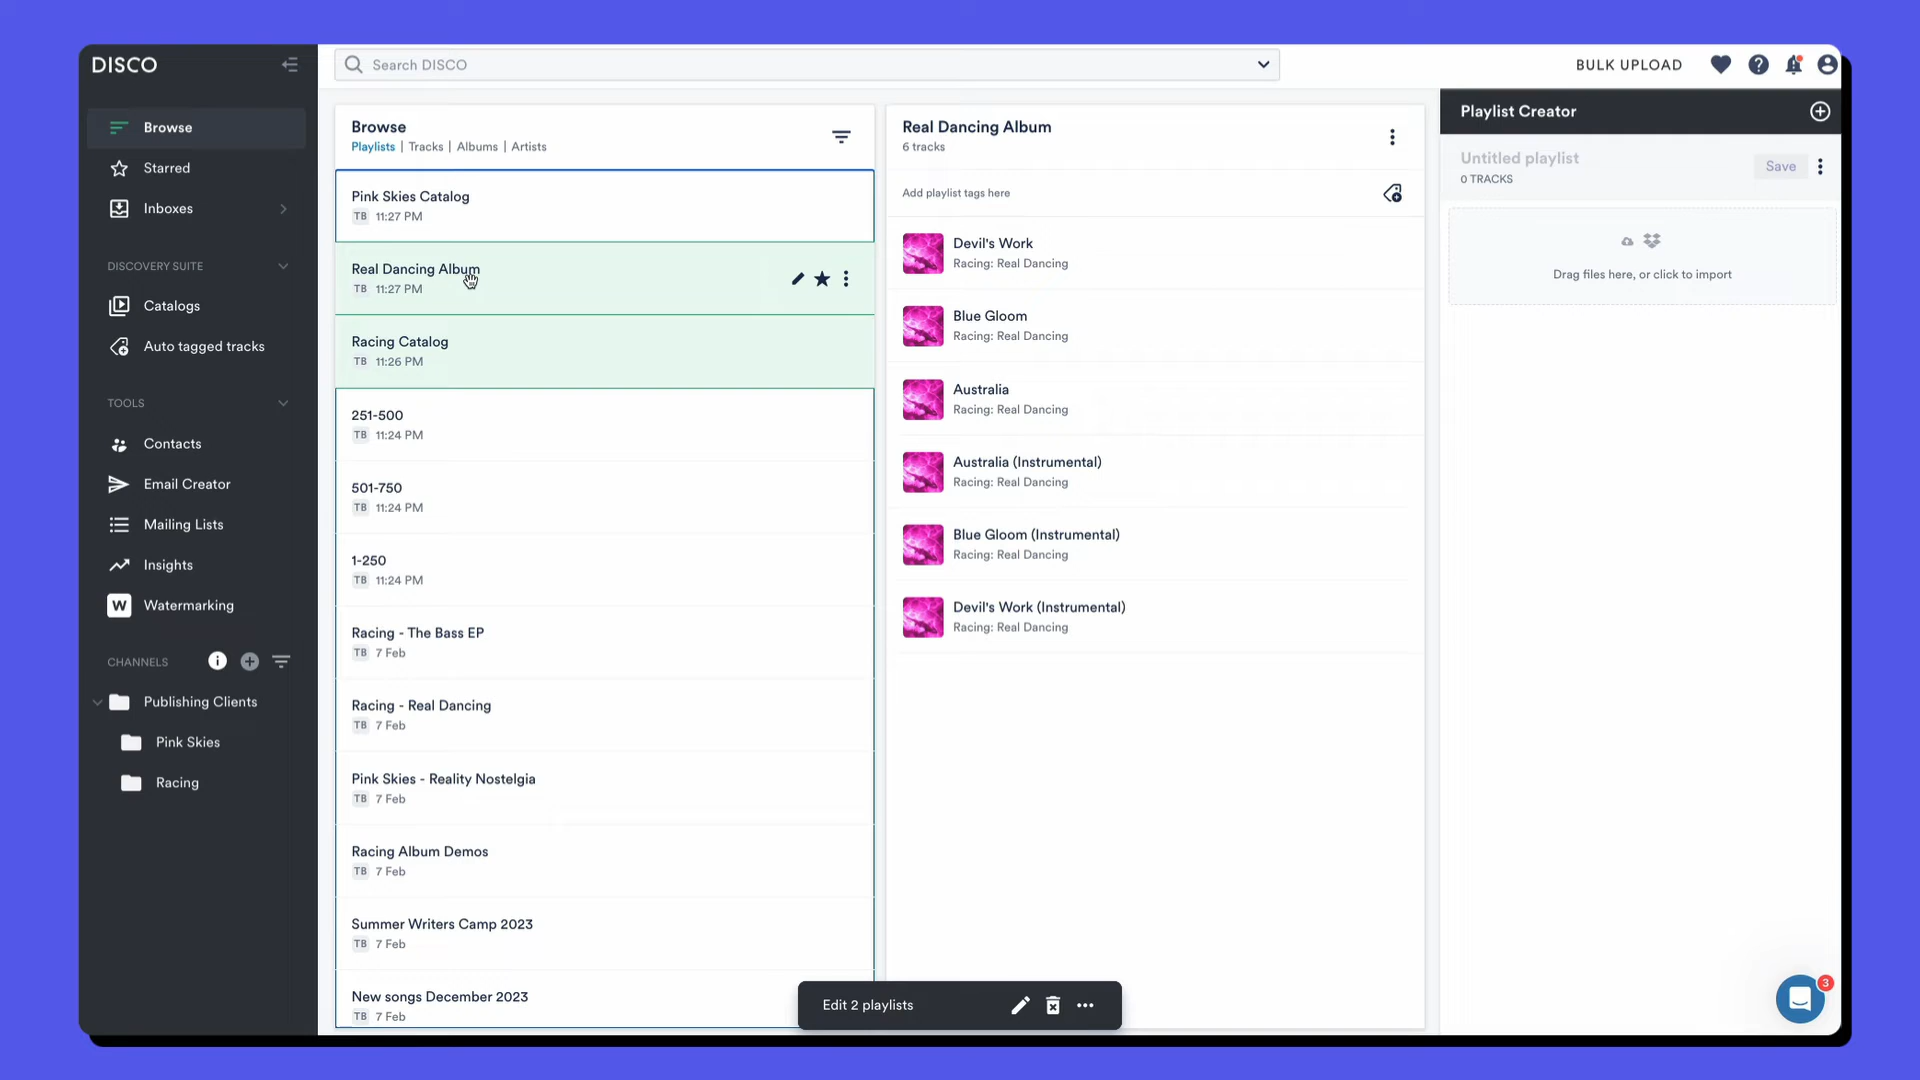 DISCO
Browse
Starred
Inboxes
DISCOVERY SUITE
Catalogs
Auto tagged tracks
TOOLS
Contacts
Email Creator
Mailing Lists
Insights
W Watermarking
CHANNELS
Publishing Clients
Pink Skies
Racing
Search DISCO
BULK UPLOAD
Browse
Playlists | Tracks | Albums | Artists
Pink Skies Catalog
TB 11:27 PM
Real Dancing Album
TB 11:27 PM
Racing Catalog
TB 11:26 PM
251-500
TB 11:24 PM
501-750
TB 11:24 PM
1-250
TB 11:24 PM
Racing - The Bass EP
TB 7 Feb
Racing - Real Dancing
TB 7 Feb
Pink Skies - Reality Nostelgia
TB 7 Feb
Racing Album Demos
TB 7 Feb
Summer Writers Camp 2023
TB 7 Feb
New songs December 2023
TB 7 Feb
Real Dancing Album
6 tracks
Add playlist tags here
Devil's Work
Racing: Real Dancing
Blue Gloom
Racing: Real Dancing
Australia
Racing: Real Dancing
Australia (Instrumental)
Racing: Real Dancing
Blue Gloom (Instrumental)
Racing: Real Dancing
Devil's Work (Instrumental)
Racing: Real Dancing
Edit 2 playlists
Playlist Creator
Untitled playlist
0 TRACKS
Save
Drag files here, or click to import
3